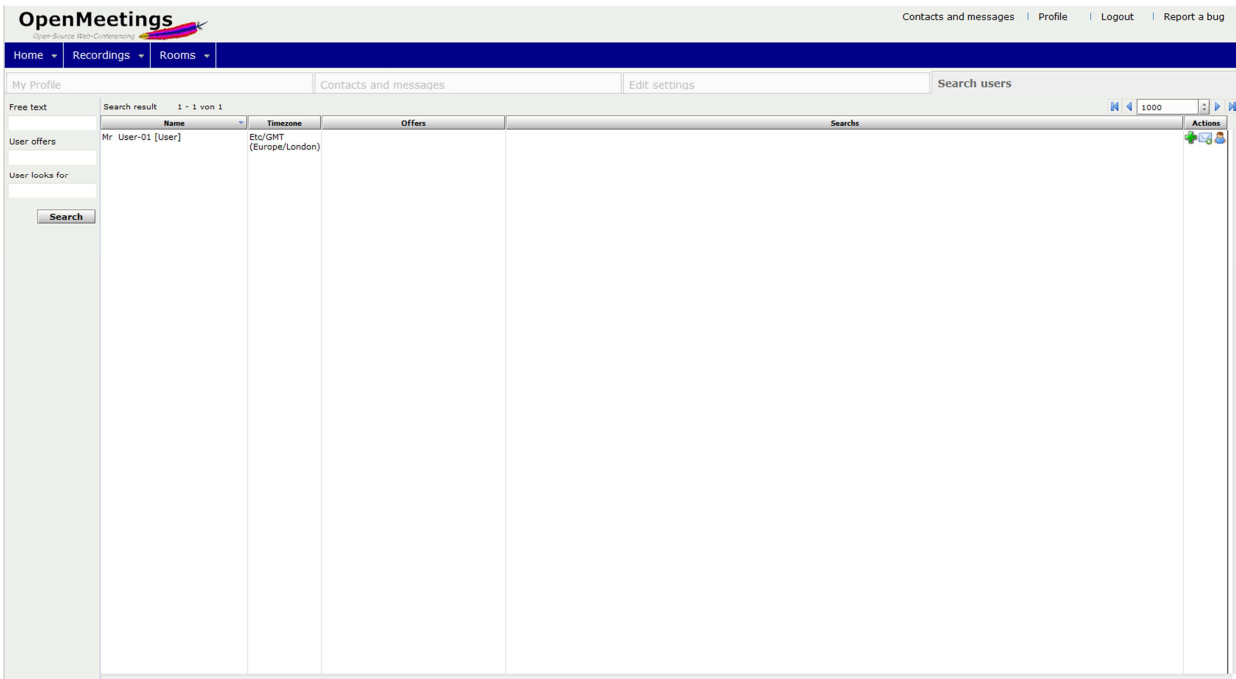 OpenMeetings
Open-Source Web-Conferencing
Contacts and messages | Profile | Logout | Report a bug
Home Recordings Rooms
My Profile Contacts and messages Edit settings Search users
Free text
Search result 1 - 1 von 1
1000
Name Timezone Offers Searchs Actions
Mr User-01 [User] Etc/GMT
(Europe/London)
User offers
User looks for
Search